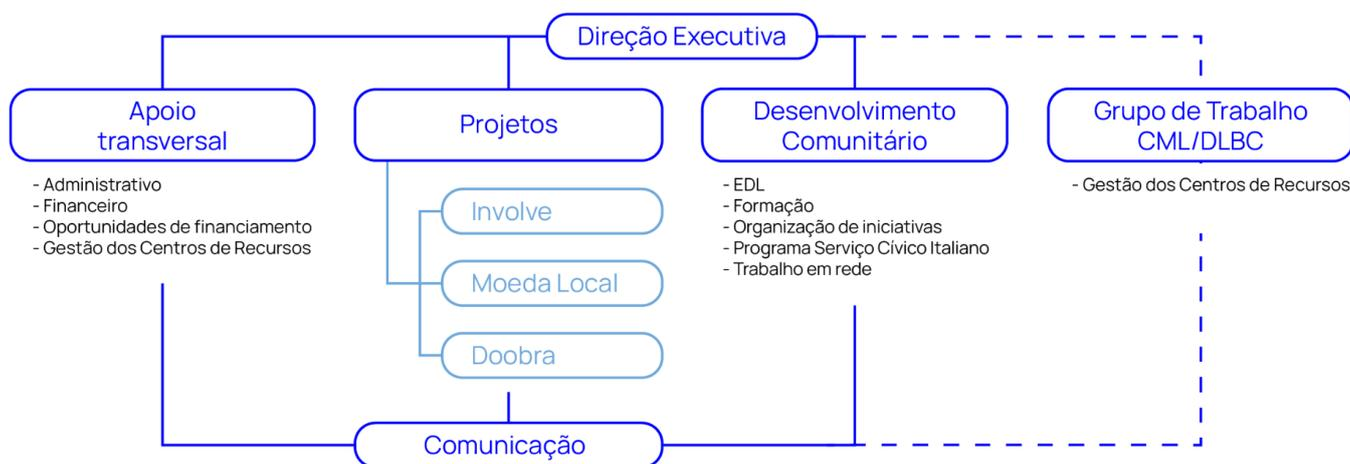 Direção Executiva
Apoio
transversal
- Administrativo
- Financeiro
- Oportunidades de financiamento
- Gestão dos Centros de Recursos
Projetos
Involve
Moeda Local
Doobra
Desenvolvimento
Comunitário
- EDL
- Formação
- Organização de iniciativas
- Programa Serviço Cívico Italiano
- Trabalho em rede
Grupo de Trabalho
CML/DLBC
- Gestão dos Centros de Recursos
Comunicação